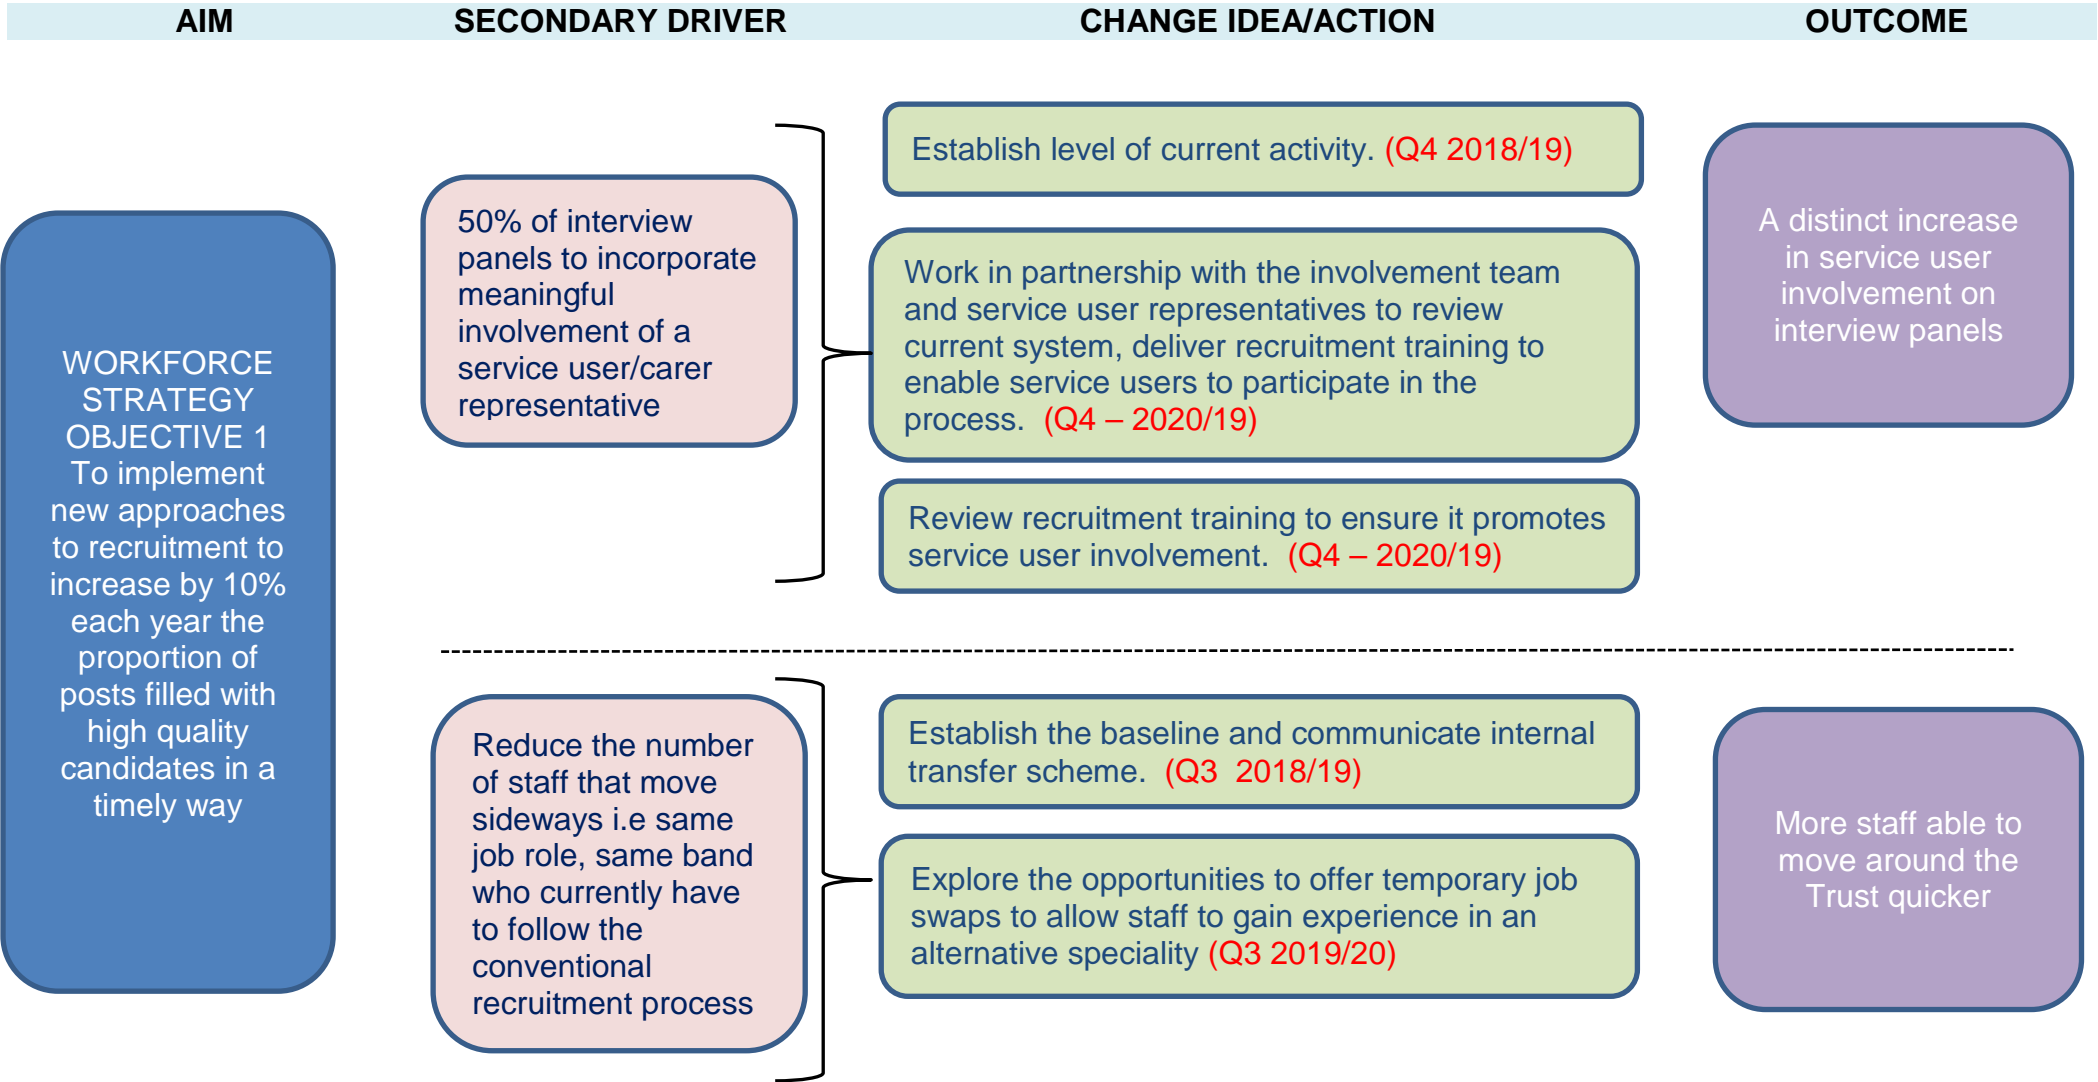 AIM
SECONDARY DRIVER
CHANGE IDEA/ACTION
OUTCOME
WORKFORCE
STRATEGY
OBJECTIVE 1
To implement
new approaches
to recruitment to
increase by 10%
each year the
proportion of
posts filled with
high quality
candidates in a
timely way
50% of interview
panels to incorporate
meaningful
involvement of a
service user/carer
representative
Establish level of current activity. (Q4 2018/19)
Work in partnership with the involvement team
and service user representatives to review
current system, deliver recruitment training to
enable service users to participate in the
process.  (Q4 – 2020/19)
Review recruitment training to ensure it promotes
service user involvement.  (Q4 – 2020/19)
A distinct increase
in service user
involvement on
interview panels
Reduce the number
of staff that move
sideways i.e same
job role, same band
who currently have
to follow the
conventional
recruitment process
Establish the baseline and communicate internal
transfer scheme.  (Q3  2018/19)
Explore the opportunities to offer temporary job
swaps to allow staff to gain experience in an
alternative speciality (Q3 2019/20)
More staff able to
move around the
Trust quicker